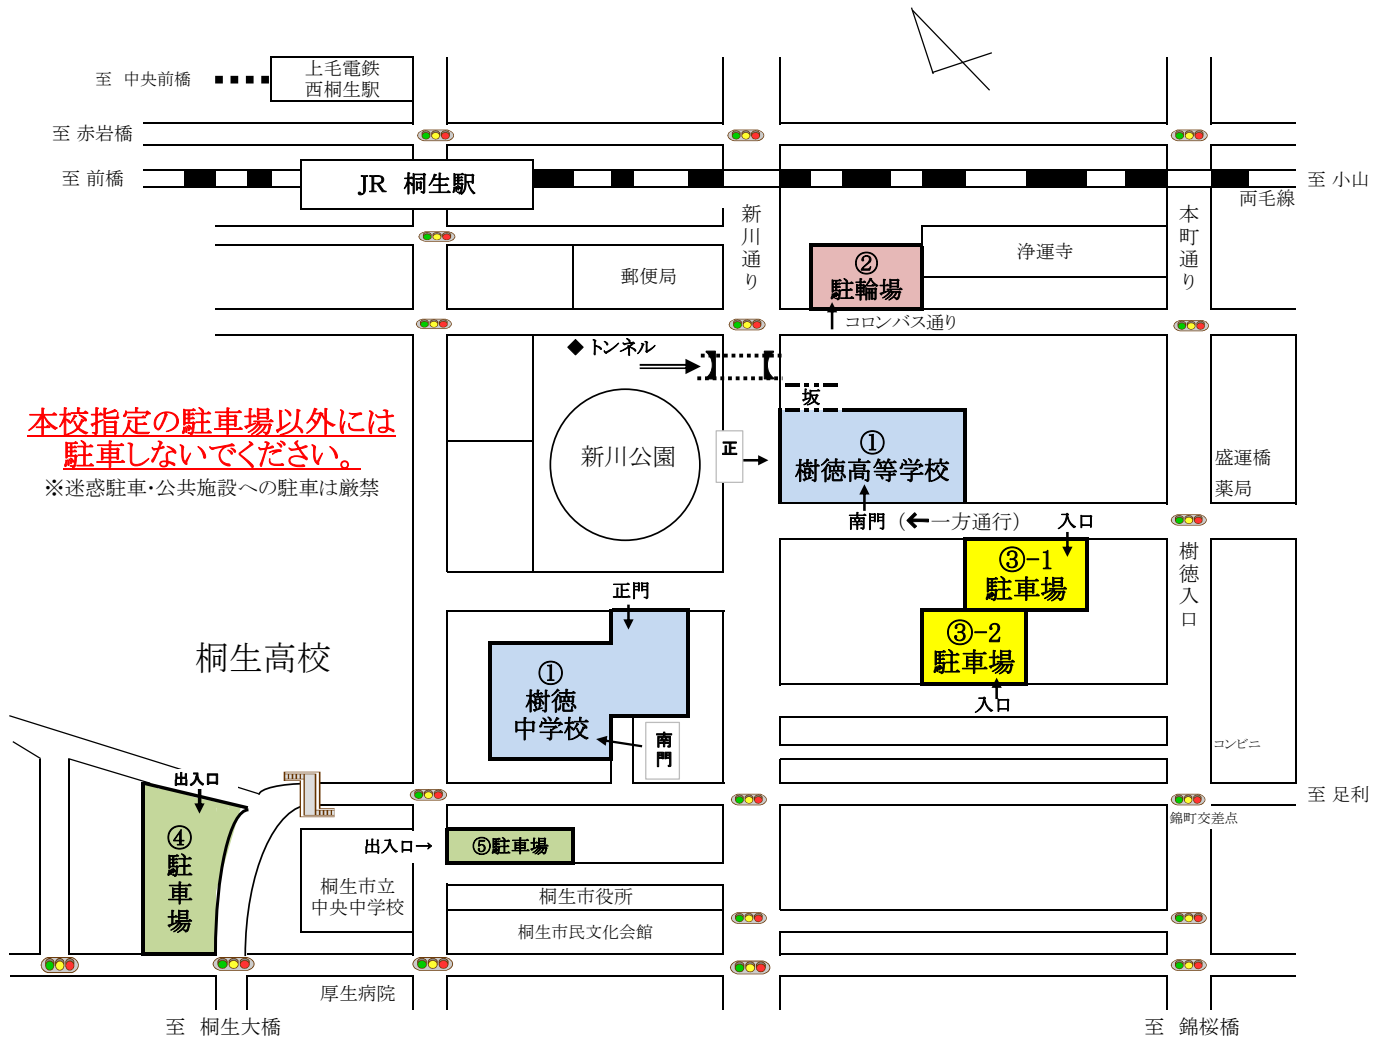 上毛電鉄
西桐生駅
至 中央前橋
至 赤岩橋
至 前橋
JR 桐生駅
至 小山
両毛線
新川通り
本町通り
②
駐輪場
浄運寺
郵便局
コロンバス通り
◆ トンネル
坂
本校指定の駐車場以外には
駐車しないでください。
※迷惑駐車・公共施設への駐車は厳禁
新川公園
正
①
樹徳高等学校
盛運橋
薬局
南門 (←一方通行)
入口
③-1
駐車場
樹徳入口
正門
③-2
駐車場
入口
桐生高校
①
樹徳
中学校
南門
コンビニ
出入口
至 足利
錦町交差点
④駐車場
出入口→
⑤駐車場
桐生市立
中央中学校
桐生市役所
桐生市民文化会館
厚生病院
至 桐生大橋
至 錦桜橋